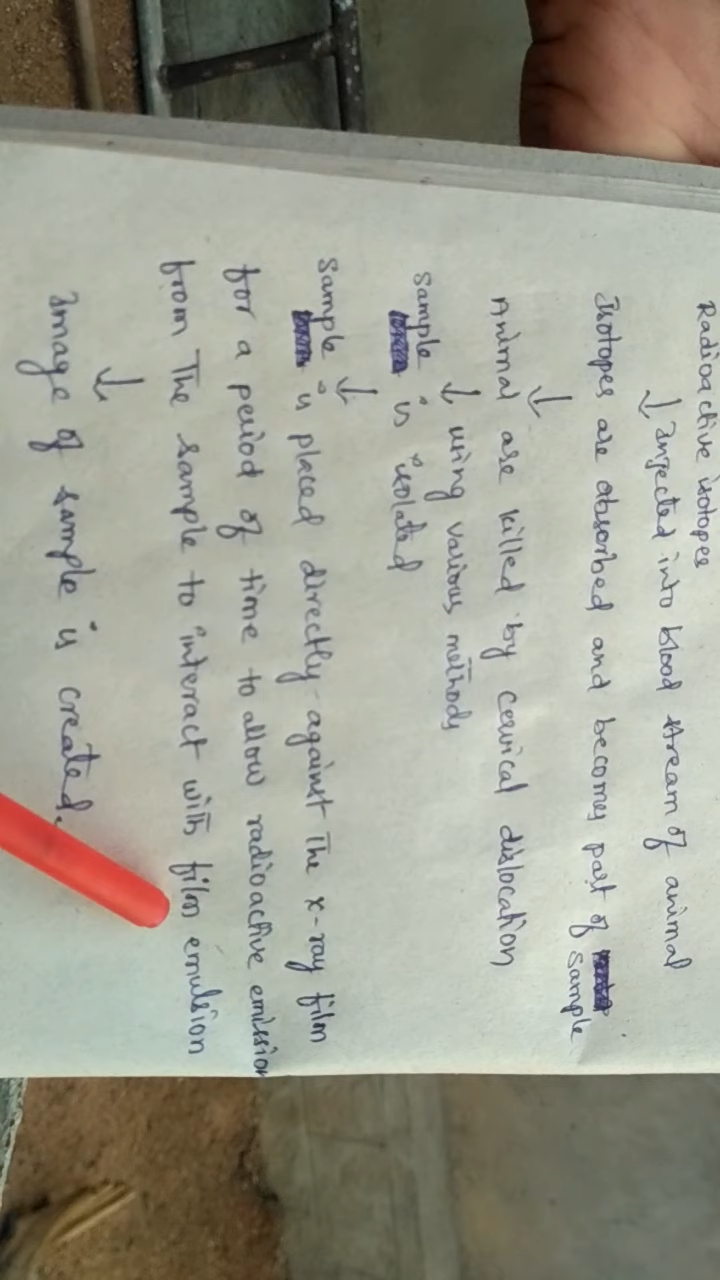 Radioactive isotopes
↓ Injected into blood stream of animal
Isotopes are absorbed and becomes part of sample
↓
Animal are killed by cervical dislocation
↓ using various methods
sample is isolated
↓
sample is placed directly against the x-ray film
for a period of time to allow radioactive emission
from the sample to interact with film emulsion
↓
Image of sample is created.